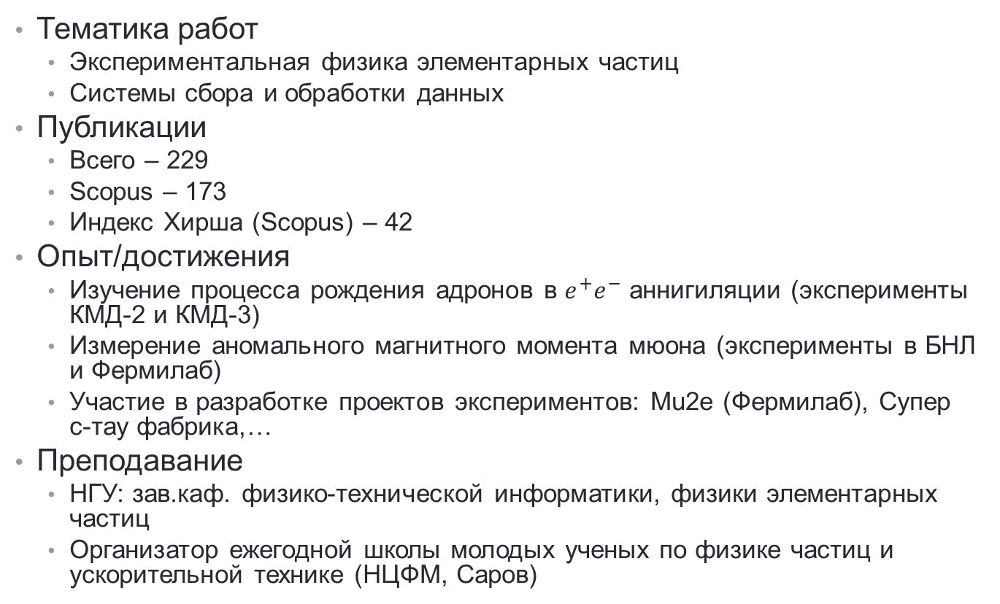 • Тематика работ
• Экспериментальная физика элементарных частиц
• Системы сбора и обработки данных
• Публикации
• Всего – 229
• Scopus – 173
• Индекс Хирша (Scopus) – 42
• Опыт/достижения
• Изучение процесса рождения адронов в e⁺e⁻ аннигиляции (эксперименты
КМД-2 и КМД-3)
• Измерение аномального магнитного момента мюона (эксперименты в БНЛ
и Фермилаб)
• Участие в разработке проектов экспериментов: Mu2e (Фермилаб), Супер
с-тау фабрика,…
• Преподавание
• НГУ: зав.каф. физико-технической информатики, физики элементарных
частиц
• Организатор ежегодной школы молодых ученых по физике частиц и
ускорительной технике (НЦФМ, Саров)